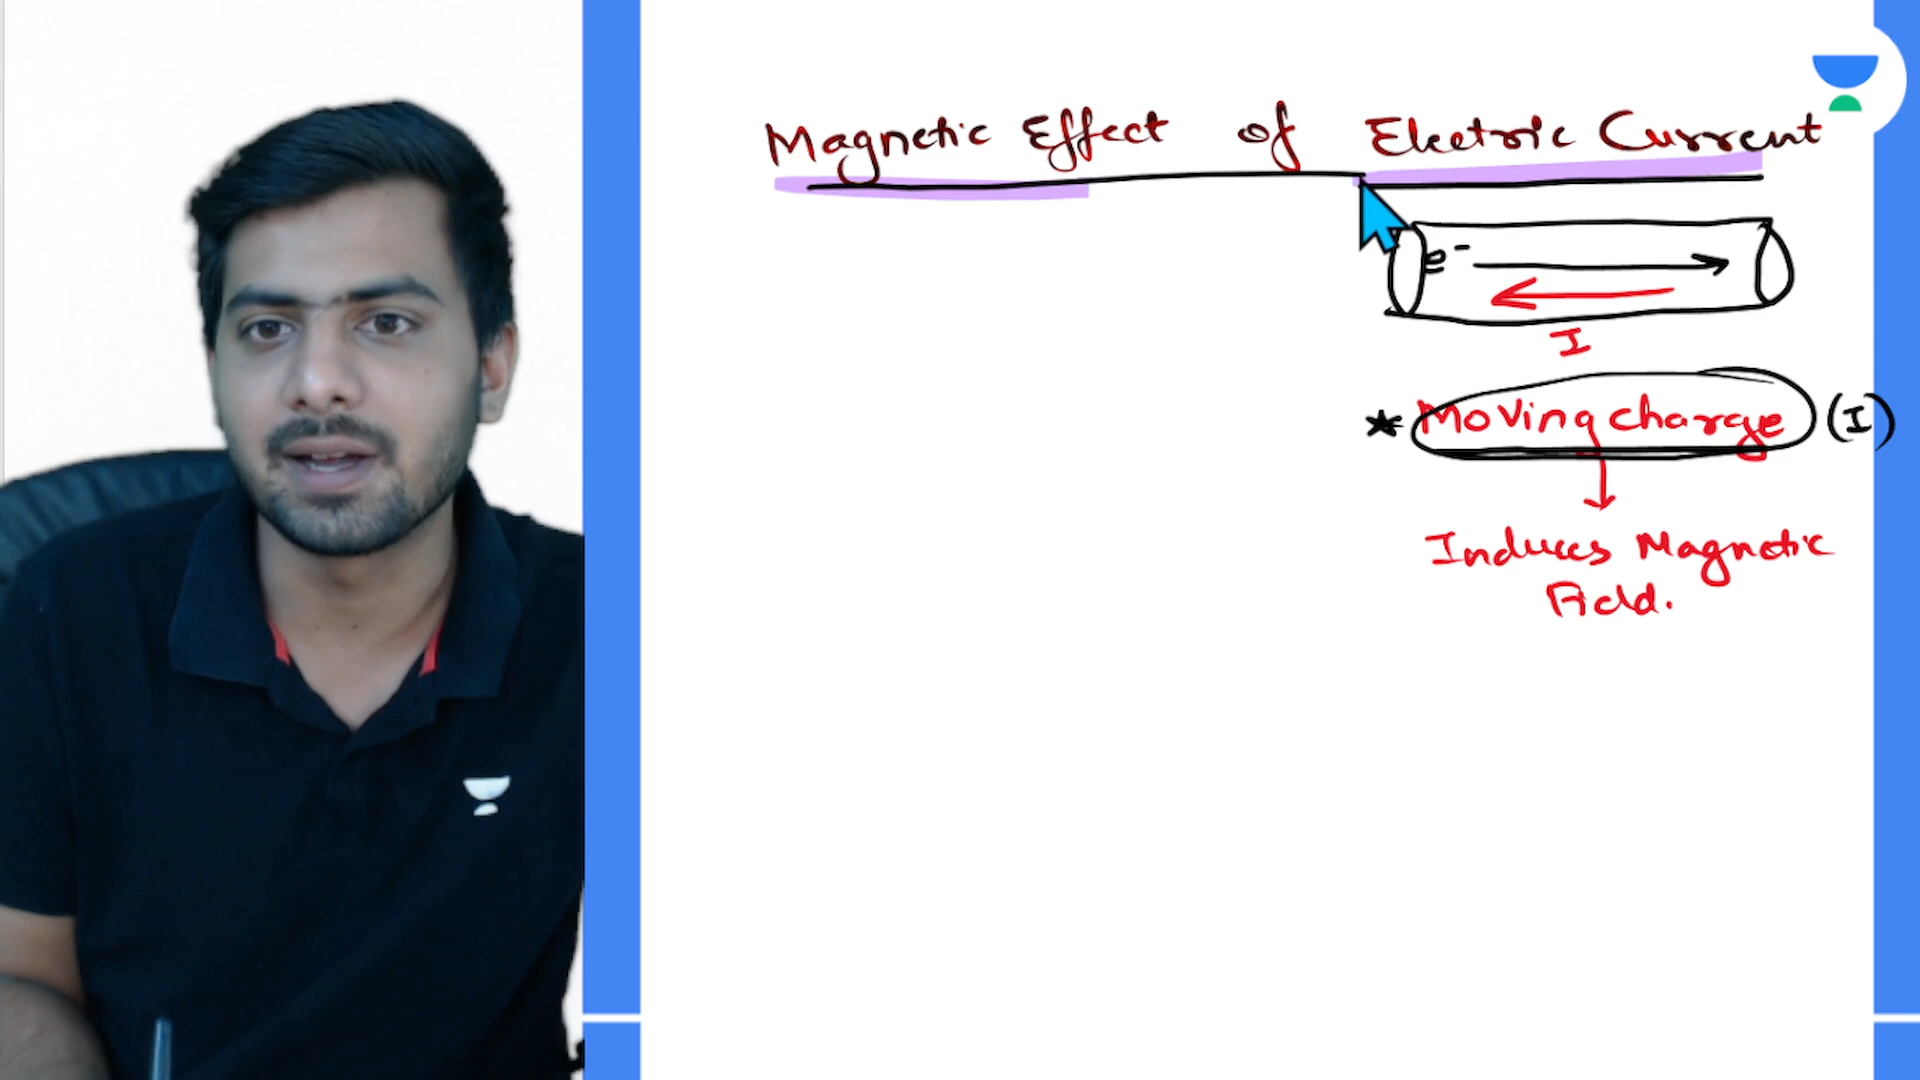 Magnetic Effect of Electric Current
e-
I
* Moving charge (I)
Induces Magnetic
Field.